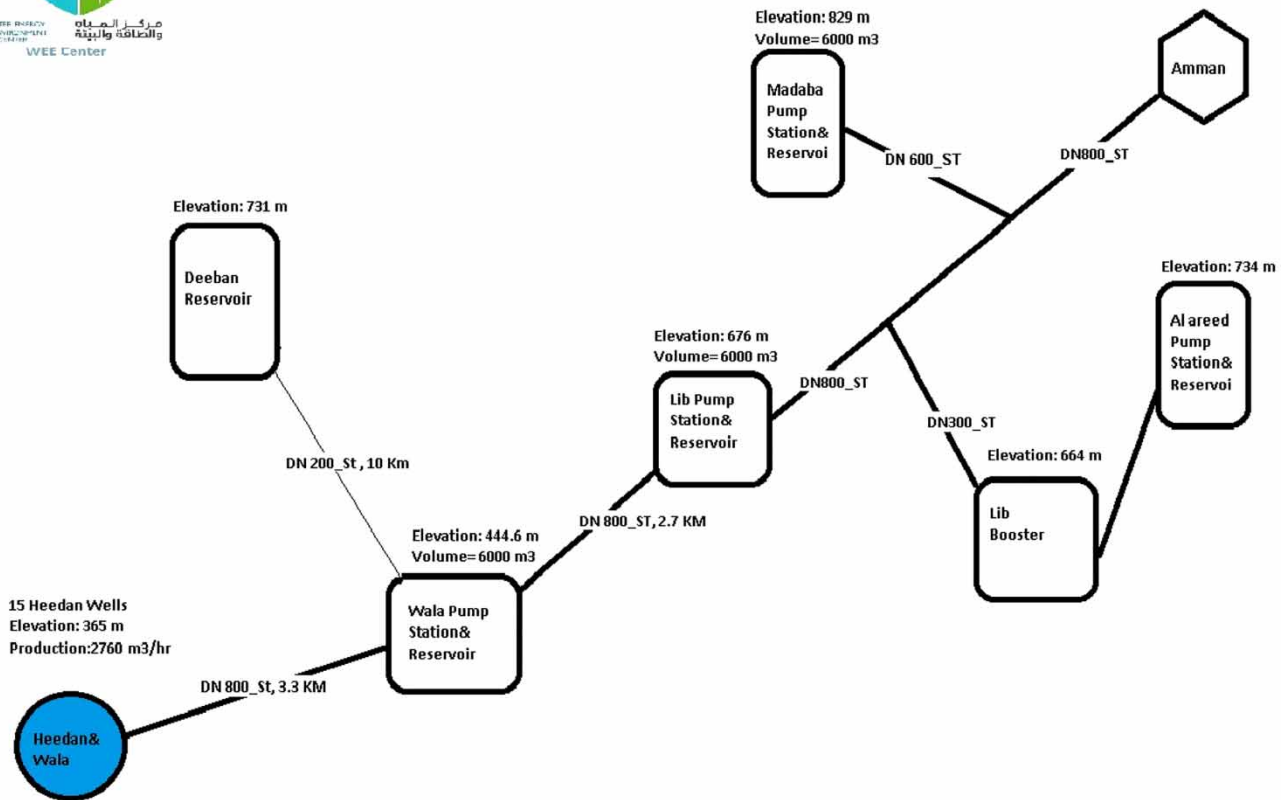 مركز المياه
والطاقة والبيئة
WEE Center
Elevation: 829 m
Volume=6000 m3
Madaba
Pump
Station&
Reservoi
Amman
DN 600_ST
DN800_ST
Elevation: 731 m
Deeban
Reservoir
Elevation: 734 m
Al areed
Pump
Station&
Reservoi
Elevation: 676 m
Volume=6000 m3
Lib Pump
Station&
Reservoir
DN800_ST
DN300_ST
Elevation: 664 m
Lib
Booster
DN 200_St , 10 Km
DN 800_ST, 2.7 KM
Elevation: 444.6 m
Volume=6000 m3
Wala Pump
Station&
Reservoir
15 Heedan Wells
Elevation: 365 m
Production:2760 m3/hr
DN 800_St, 3.3 KM
Heedan&
Wala